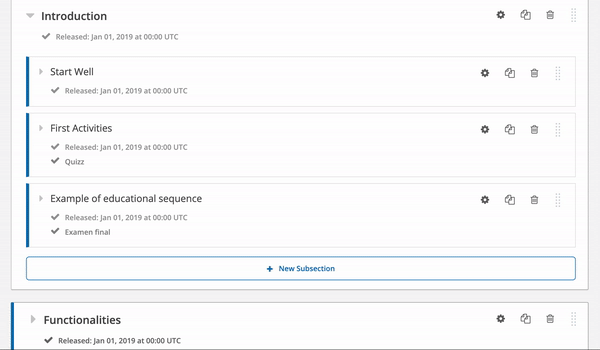 Introduction
Released: Jan 01, 2019 at 00:00 UTC
Start Well
Released: Jan 01, 2019 at 00:00 UTC
First Activities
Released: Jan 01, 2019 at 00:00 UTC
Quizz
Example of educational sequence
Released: Jan 01, 2019 at 00:00 UTC
Examen final
+ New Subsection
Functionalities
Released: Jan 01, 2019 at 00:00 UTC